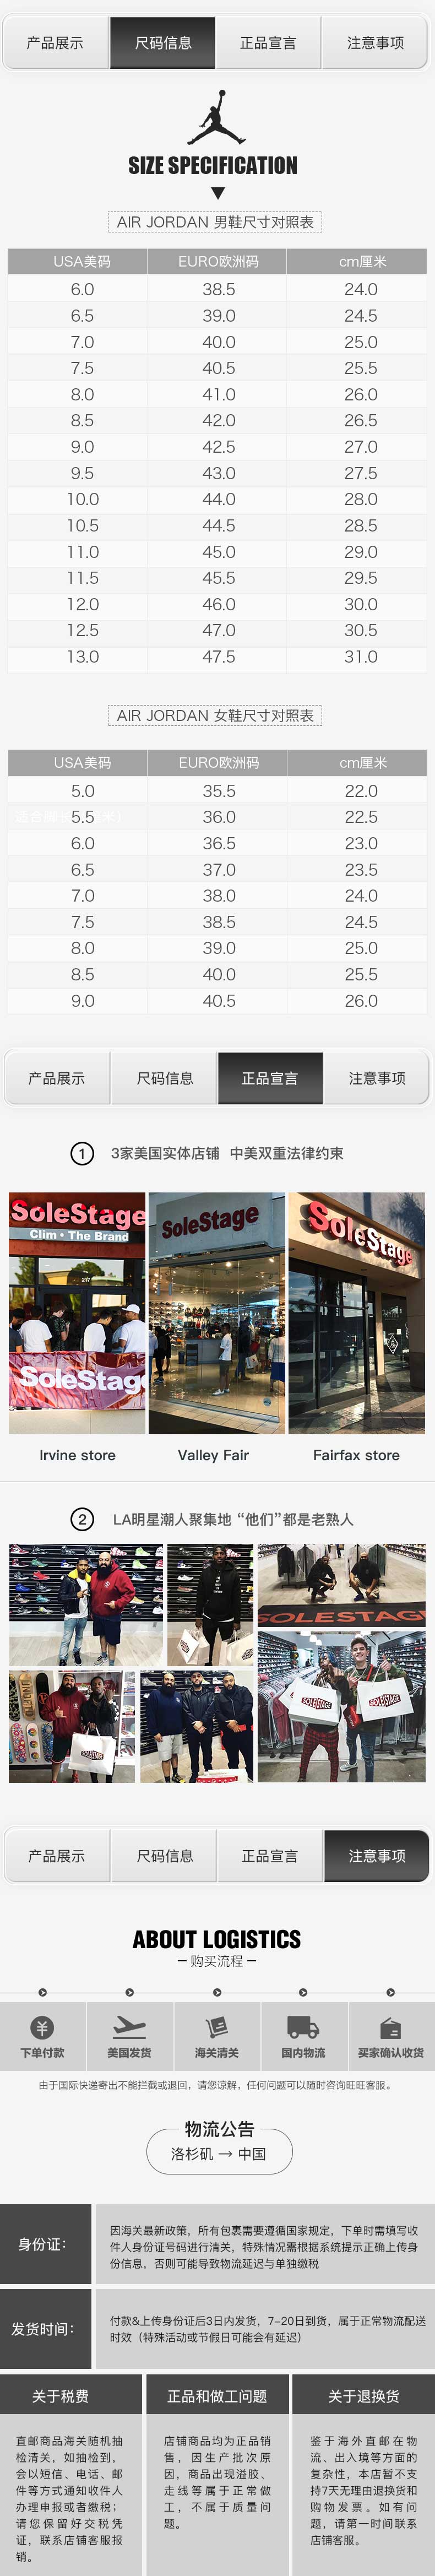 产品展示 尺码信息 正品宣言 注意事项
SIZE SPECIFICATION
AIR JORDAN 男鞋尺寸对照表
USA美码 EURO欧洲码 cm厘米
6.0 38.5 24.0
6.5 39.0 24.5
7.0 40.0 25.0
7.5 40.5 25.5
8.0 41.0 26.0
8.5 42.0 26.5
9.0 42.5 27.0
9.5 43.0 27.5
10.0 44.0 28.0
10.5 44.5 28.5
11.0 45.0 29.0
11.5 45.5 29.5
12.0 46.0 30.0
12.5 47.0 30.5
13.0 47.5 31.0
AIR JORDAN 女鞋尺寸对照表
USA美码 EURO欧洲码 cm厘米
5.0 35.5 22.0
5.5 36.0 22.5
6.0 36.5 23.0
6.5 37.0 23.5
7.0 38.0 24.0
7.5 38.5 24.5
8.0 39.0 25.0
8.5 40.0 25.5
9.0 40.5 26.0
产品展示 尺码信息 正品宣言 注意事项
1 3家美国实体店铺 中美双重法律约束
SoleStage
Clim • The Brand
217
SoleStage
SoleStage
SoleStage
Irvine store Valley Fair Fairfax store
2 LA明星潮人聚集地 “他们”都是老熟人
SOLESTAG
SOLESTAGE
SOLESTAGE
SOLESTAGE
产品展示 尺码信息 正品宣言 注意事项
ABOUT LOGISTICS
购买流程
下单付款 美国发货 海关清关 国内物流 买家确认收货
由于国际快递寄出不能拦截或退回，请您谅解，任何问题可以随时咨询旺旺客服。
物流公告
洛杉矶 → 中国
身份证：
因海关最新政策，所有包裹需要遵循国家规定，下单时需填写收
件人身份证号码进行清关，特殊情况需根据系统提示正确上传身
份信息，否则可能导致物流延迟与单独缴税
发货时间：
付款&上传身份证后3日内发货，7-20日到货，属于正常物流配送
时效（特殊活动或节假日可能会有延迟）
关于税费
直邮商品海关随机抽
检清关，如抽检到，
会以短信、电话、邮
件等方式通知收件人
办理申报或者缴税；
请您保留好交税凭
证，联系店铺客服报
销。
正品和做工问题
店铺商品均为正品销
售，因生产批次原
因，商品出现溢胶、
走线等属于正常做
工，不属于质量问
题。
关于退换货
鉴于海外直邮在物
流、出入境等方面的
复杂性，本店暂不支
持7天无理由退换货和
购物发票。如有问
题，请第一时间联系
店铺客服。